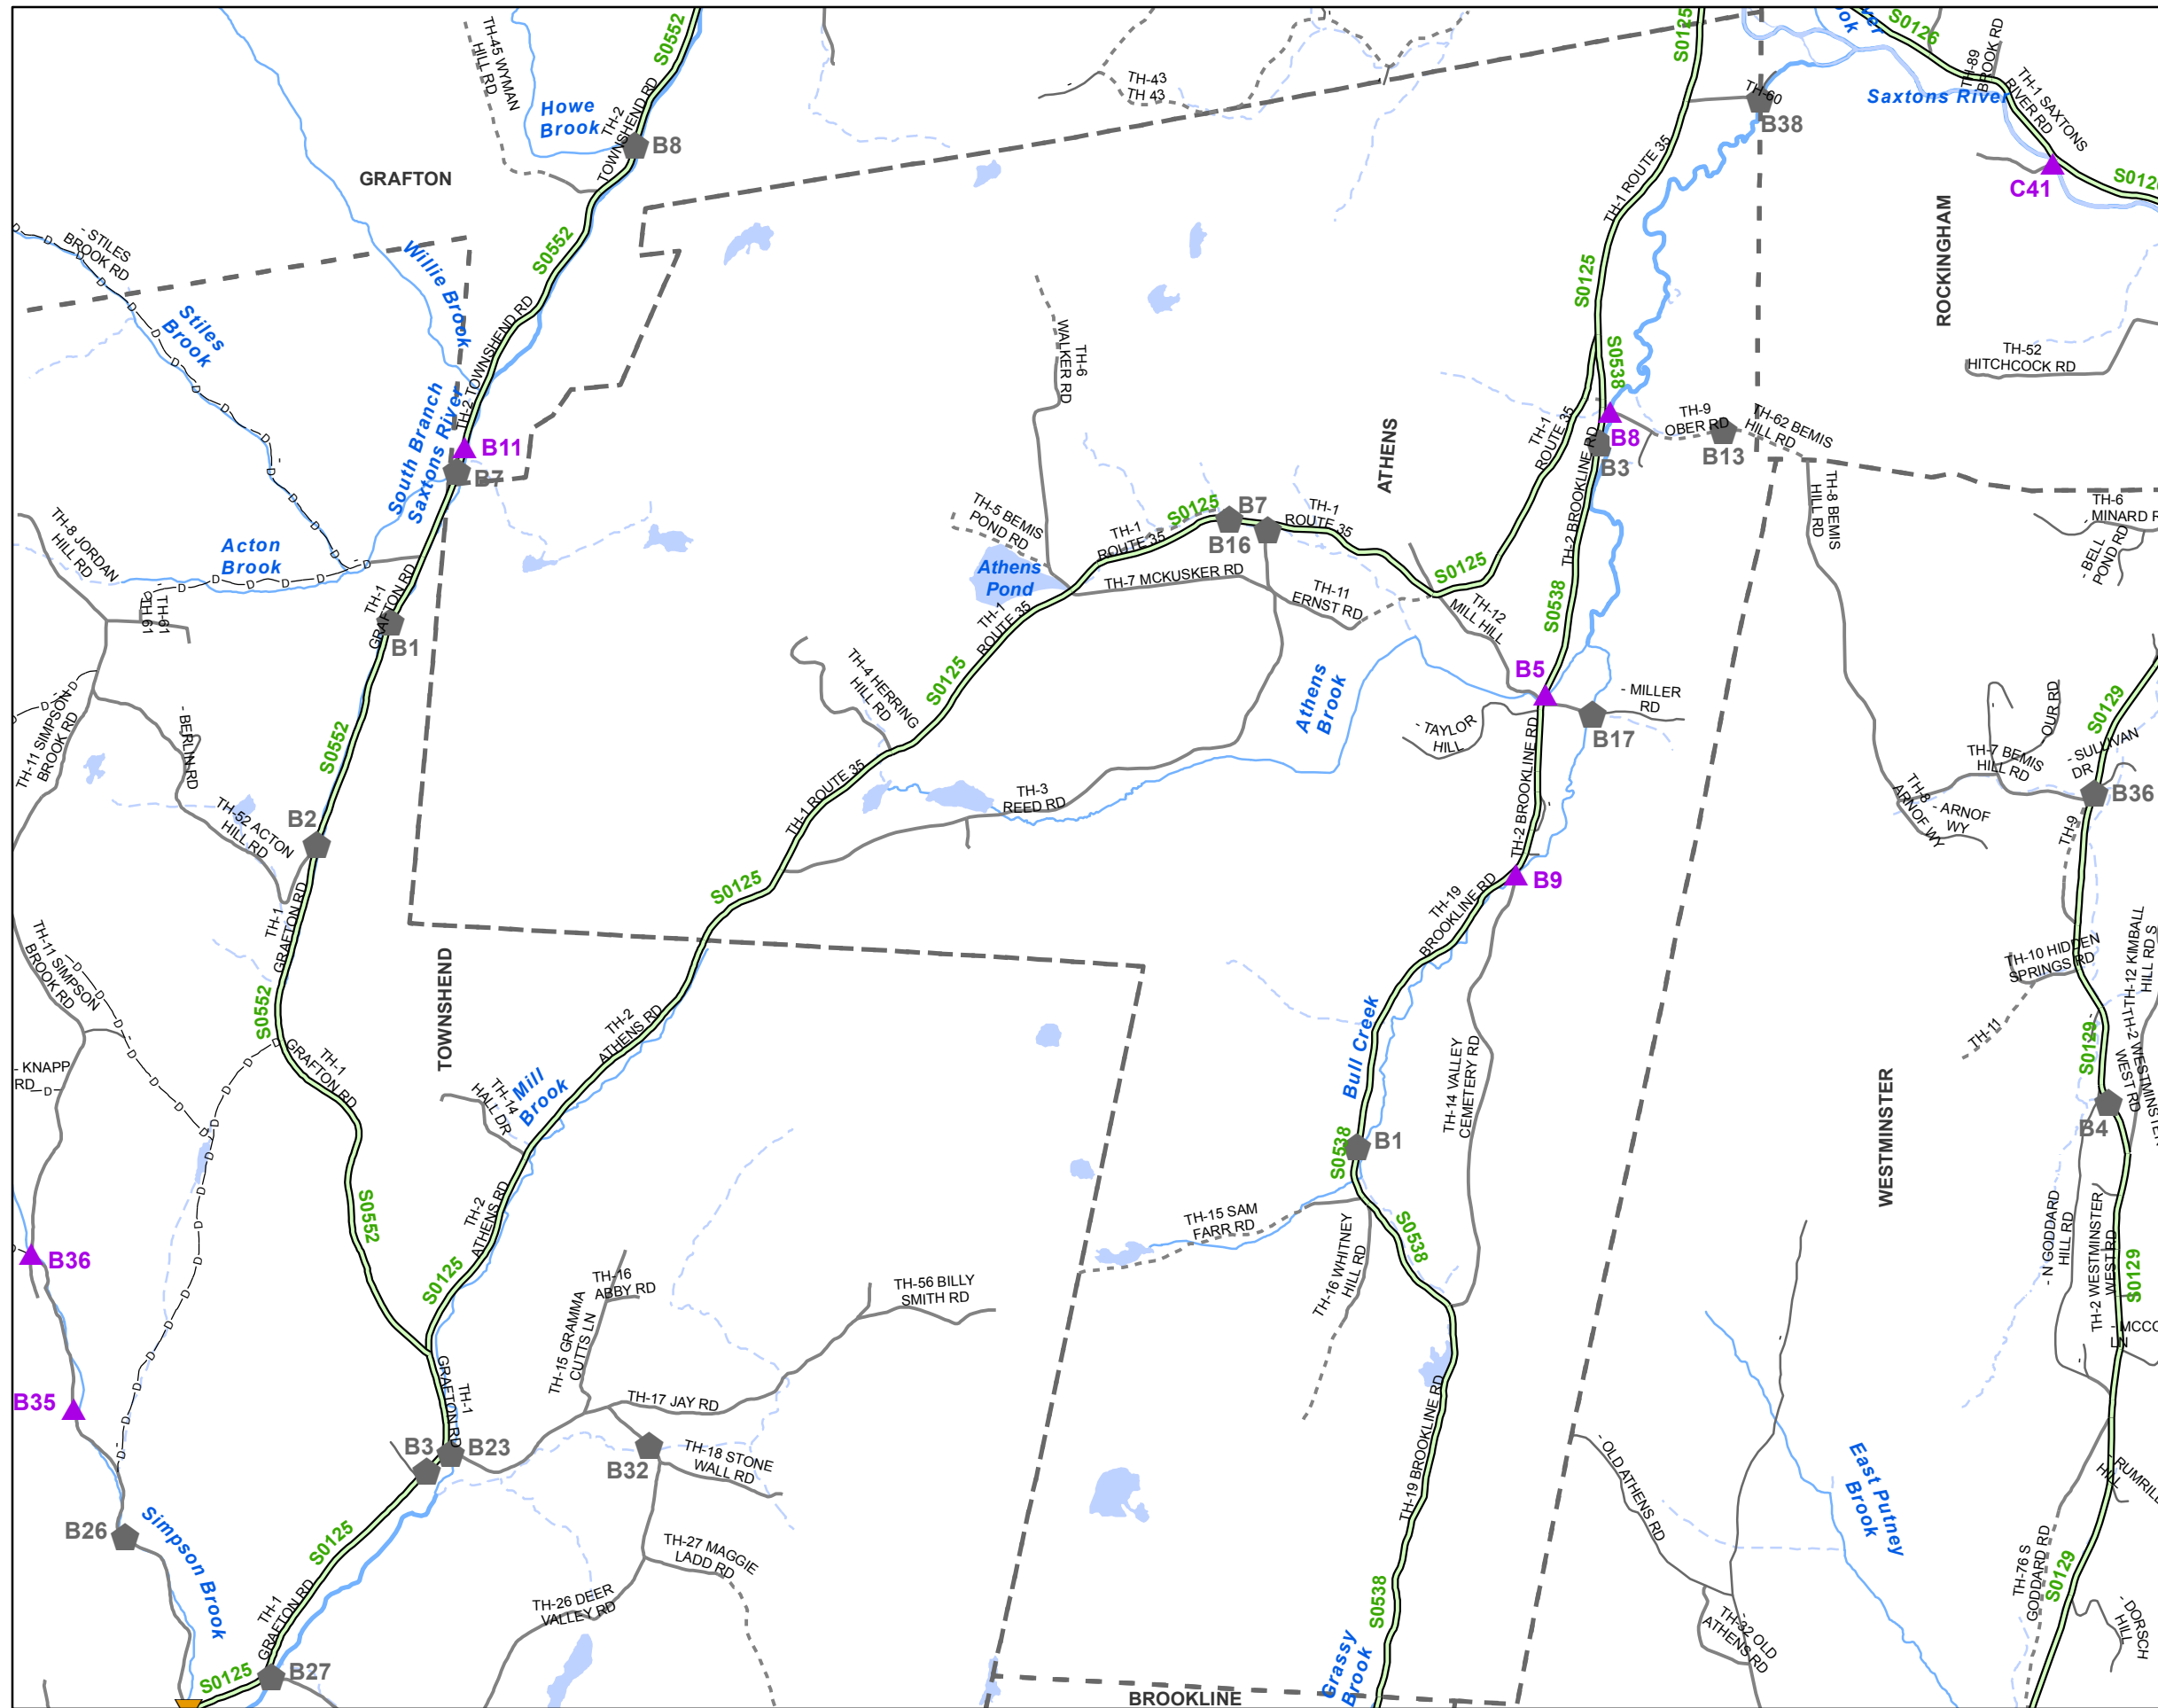 S0552
TH-45 WYMAN
HILL RD
Howe
Brook
TH-2
TOWNSHEND RD
B8
GRAFTON
TH-43
TH 43
S0125
S0126
TH-89
BROOK RD
TH-1 SAXTONS
RIVER RD
Saxtons River
TH-60
B38
C41
TH-1 ROUTE 35
ROCKINGHAM
- STILES
BROOK RD
Stiles
Brook
Willie Brook
S0552
TH-2 TOWNSHEND RD
South Branch
Saxtons River
B11
B7
TH-6
WALKER RD
S0125
S0538
TH-52
HITCHCOCK RD
ATHENS
TH-1
ROUTE 35
TH-2 BROOKLINE RD
B8
B3
TH-9
OBER RD
B13
TH-62 BEMIS
HILL RD
TH-8 BEMIS
HILL RD
TH-6
- BELL
POND RD
TH-8 JORDAN
HILL RD
Acton
Brook
TH-61
TH 61
TH-1
GRAFTON RD
B1
TH-5 BEMIS
POND RD
Athens
Pond
TH-1
ROUTE 35
S0125
B7
B16
TH-1
ROUTE 35
TH-7 MCKUSKER RD
TH-11
ERNST RD
S0125
TH-12
MILL HILL
S0538
TH-1
ROUTE 35
S0125
TH-4 HERRING
HILL RD
Athens
Brook
B5
- MILLER
RD
B17
- TAYLOR
HILL
TH-11 SIMPSON
BROOK RD
- BERLIN RD
S0552
TH-52 ACTON
HILL RD
B2
TH-1 ROUTE 35
TH-3
REED RD
TH-2 BROOKLINE RD
B9
S0129
OUR RD
TH-7 BEMIS
HILL RD
- SULLIVAN
DR
B36
TH-8
ARNOF WY
- ARNOF
WY
TH-9
S0125
TH-1
GRAFTON RD
TH-11 SIMPSON
BROOK RD
S0552
TOWNSHEND
TH-19
BROOKLINE RD
TH-10 HIDDEN
SPRINGS RD
TH-12 KIMBALL
HILL RD S
TH-11
S0129
TH-2 WESTMINSTER
WEST RD
B4
- KNAPP
RD
TH-1
GRAFTON RD
TH-2
ATHENS RD
TH-14
HALL DR
Mill
Brook
Bull Creek
TH-14 VALLEY
CEMETERY RD
B1
S0538
WESTMINSTER
S0552
TH-2
ATHENS RD
S0125
B36
TH-15 SAM
FARR RD
TH-16 WHITNEY
HILL RD
S0538
- N GODDARD
HILL RD
TH-2 WESTMINSTER
WEST RD
S0129
LN
TH-16
ABBY RD
TH-15 GRAMMA
CUTTS LN
TH-56 BILLY
SMITH RD
B35
TH-1
GRAFTON RD
TH-17 JAY RD
B3
B23
B32
TH-18 STONE
WALL RD
TH-19 BROOKLINE RD
- OLD ATHENS RD
East Putney
Brook
HILL
B26
Simpson Brook
S0125
TH-27 MAGGIE
LADD RD
TH-26 DEER
VALLEY RD
S0538
TH-76 S
GODDARD RD
S0129
- DORSCH
HILL
TH-32 OLD
ATHENS RD
TH-1
GRAFTON RD
S0125
B27
Grassy
Brook
BROOKLINE